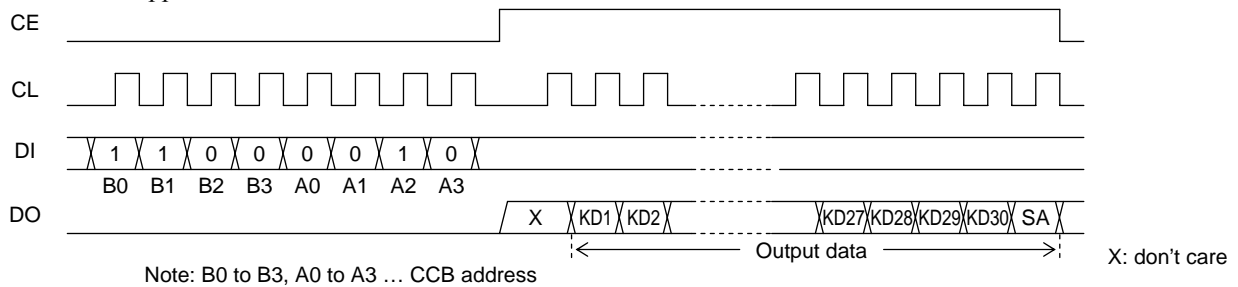 CE
CL
DI 1 1 0 0 0 0 1 0
B0 B1 B2 B3 A0 A1 A2 A3
DO X KD1 KD2 KD27 KD28 KD29 KD30 SA
Output data
X: don't care
Note: B0 to B3, A0 to A3 … CCB address